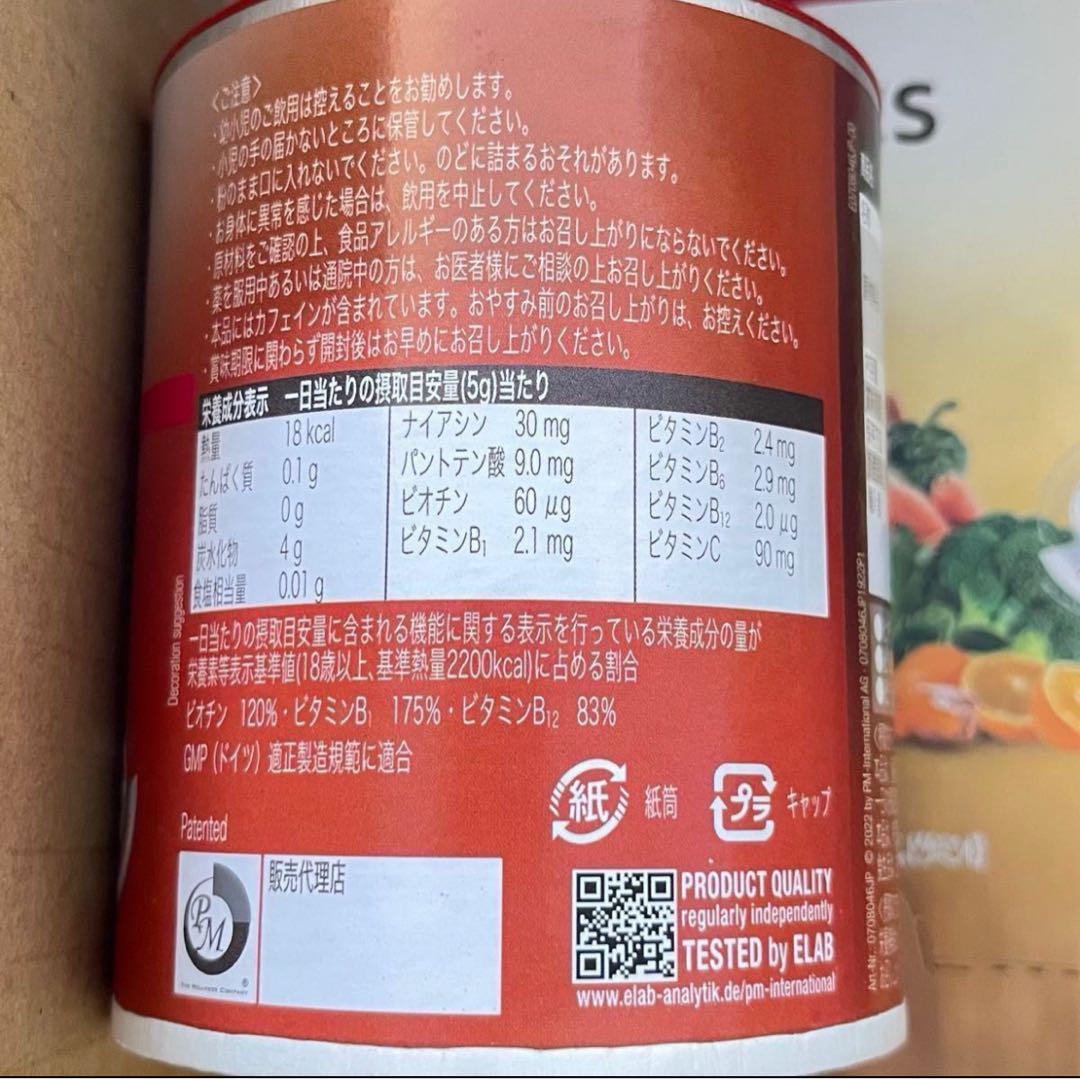 〈ご注意〉
・幼小児のご飲用は控えることをお勧めします。
・小児の手の届かないところに保管してください。
・粉のまま口に入れないでください。のどに詰まるおそれがあります。
・お身体に異常を感じた場合は、飲用を中止してください。
・原材料をご確認の上、食品アレルギーのある方はお召し上がりにならないでください。
・薬を服用中あるいは通院中の方は、お医者様にご相談の上お召し上がりください。
・本品にはカフェインが含まれています。おやすみ前のお召し上がりは、お控えください。
・賞味期限に関わらず開封後はお早めにお召し上がりください。
栄養成分表示 一日当たりの摂取目安量(5g)当たり
熱量 18 kcal
たんぱく質 0.1 g
脂質 0 g
炭水化物 4 g
食塩相当量 0.01 g
ナイアシン 30 mg
パントテン酸 9.0 mg
ビオチン 60 μg
ビタミンB₁ 2.1 mg
ビタミンB₂ 2.4 mg
ビタミンB₆ 2.9 mg
ビタミンB₁₂ 2.0 μg
ビタミンC 90 mg
Decoration suggestion
一日当たりの摂取目安量に含まれる機能に関する表示を行っている栄養成分の量が
栄養素等表示基準値(18歳以上、基準熱量2200kcal)に占める割合
ビオチン 120%・ビタミンB₁ 175%・ビタミンB₁₂ 83%
GMP（ドイツ）適正製造規範に適合
紙 紙筒
プラ キャップ
Patented
PM
THE WELLNESS COMPANY
®
販売代理店
PRODUCT QUALITY
regularly independently
TESTED by ELAB
www.elab-analytik.de/pm-international
Art-Nr.: 0708046JP © 2022 by PM-International AG · 0708046JP1922P1